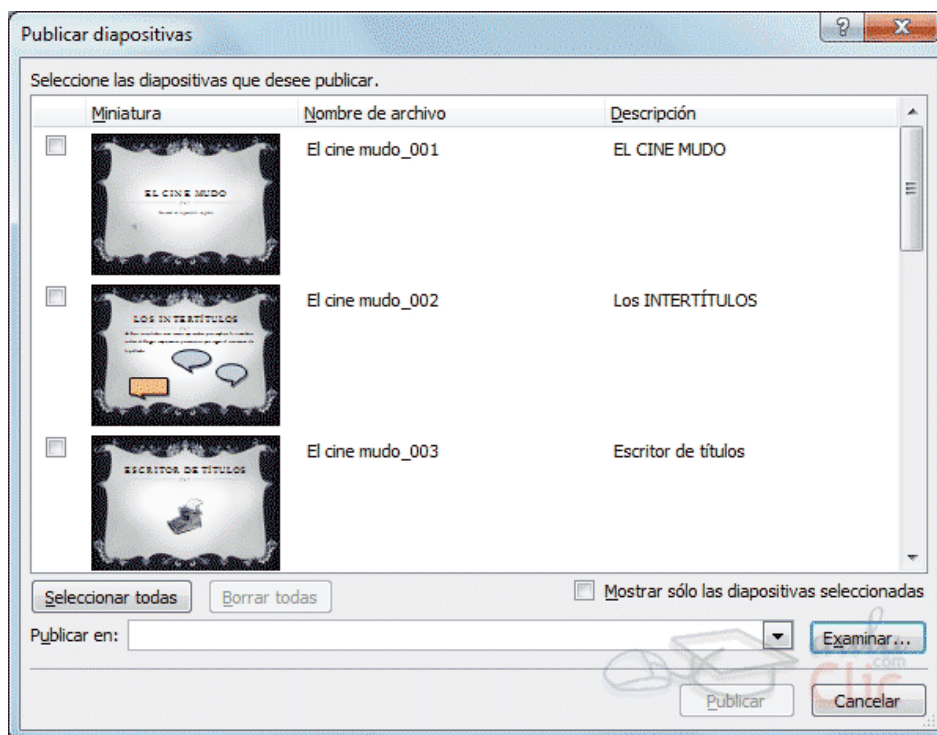 Publicar diapositivas
Seleccione las diapositivas que desee publicar.
Miniatura Nombre de archivo Descripción
EL CINE MUDO
El cine mudo_001 EL CINE MUDO
LOS INTERTÍTULOS
El cine mudo_002 Los INTERTÍTULOS
ESCRITOR DE TÍTULOS
El cine mudo_003 Escritor de títulos
Seleccionar todas Borrar todas Mostrar sólo las diapositivas seleccionadas
Publicar en: Examinar...
aulaClic.com
Publicar Cancelar